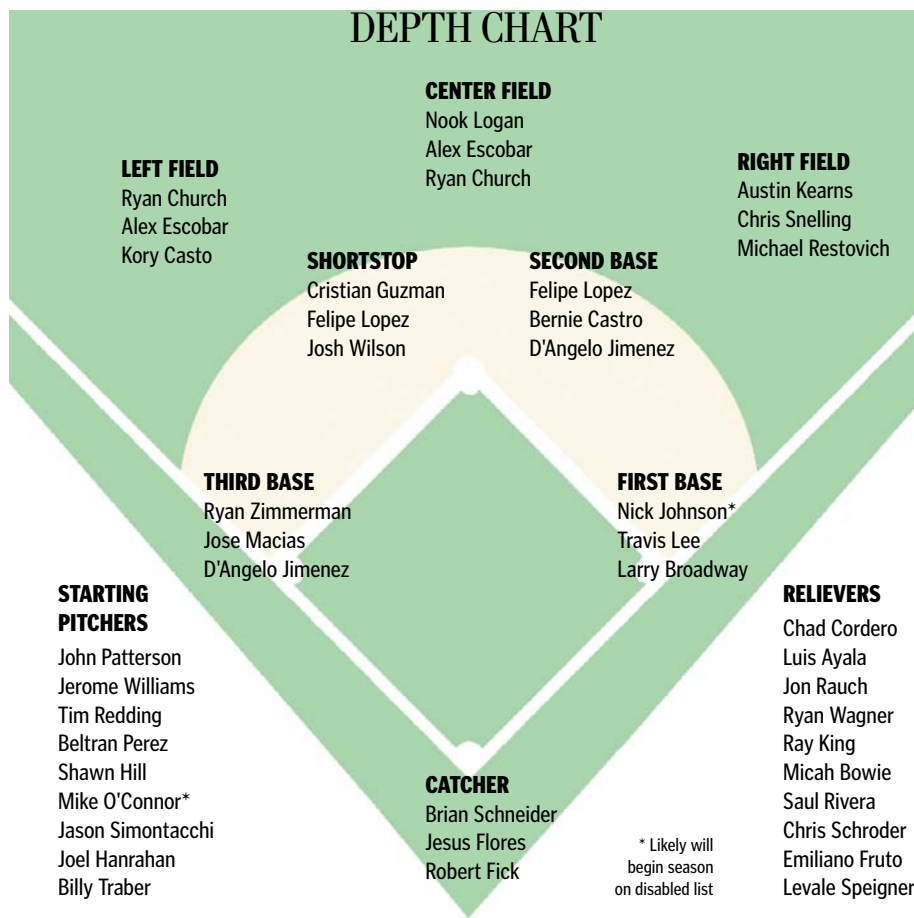 DEPTH CHART
CENTER FIELD
Nook Logan
Alex Escobar
Ryan Church
LEFT FIELD
Ryan Church
Alex Escobar
Kory Casto
RIGHT FIELD
Austin Kearns
Chris Snelling
Michael Restovich
SHORTSTOP
Cristian Guzman
Felipe Lopez
Josh Wilson
SECOND BASE
Felipe Lopez
Bernie Castro
D'Angelo Jimenez
THIRD BASE
Ryan Zimmerman
Jose Macias
D'Angelo Jimenez
FIRST BASE
Nick Johnson*
Travis Lee
Larry Broadway
STARTING
PITCHERS
John Patterson
Jerome Williams
Tim Redding
Beltran Perez
Shawn Hill
Mike O'Connor*
Jason Simontacchi
Joel Hanrahan
Billy Traber
CATCHER
Brian Schneider
Jesus Flores
Robert Fick
* Likely will
begin season
on disabled list
RELIEVERS
Chad Cordero
Luis Ayala
Jon Rauch
Ryan Wagner
Ray King
Micah Bowie
Saul Rivera
Chris Schroder
Emiliano Fruto
Levale Speigner